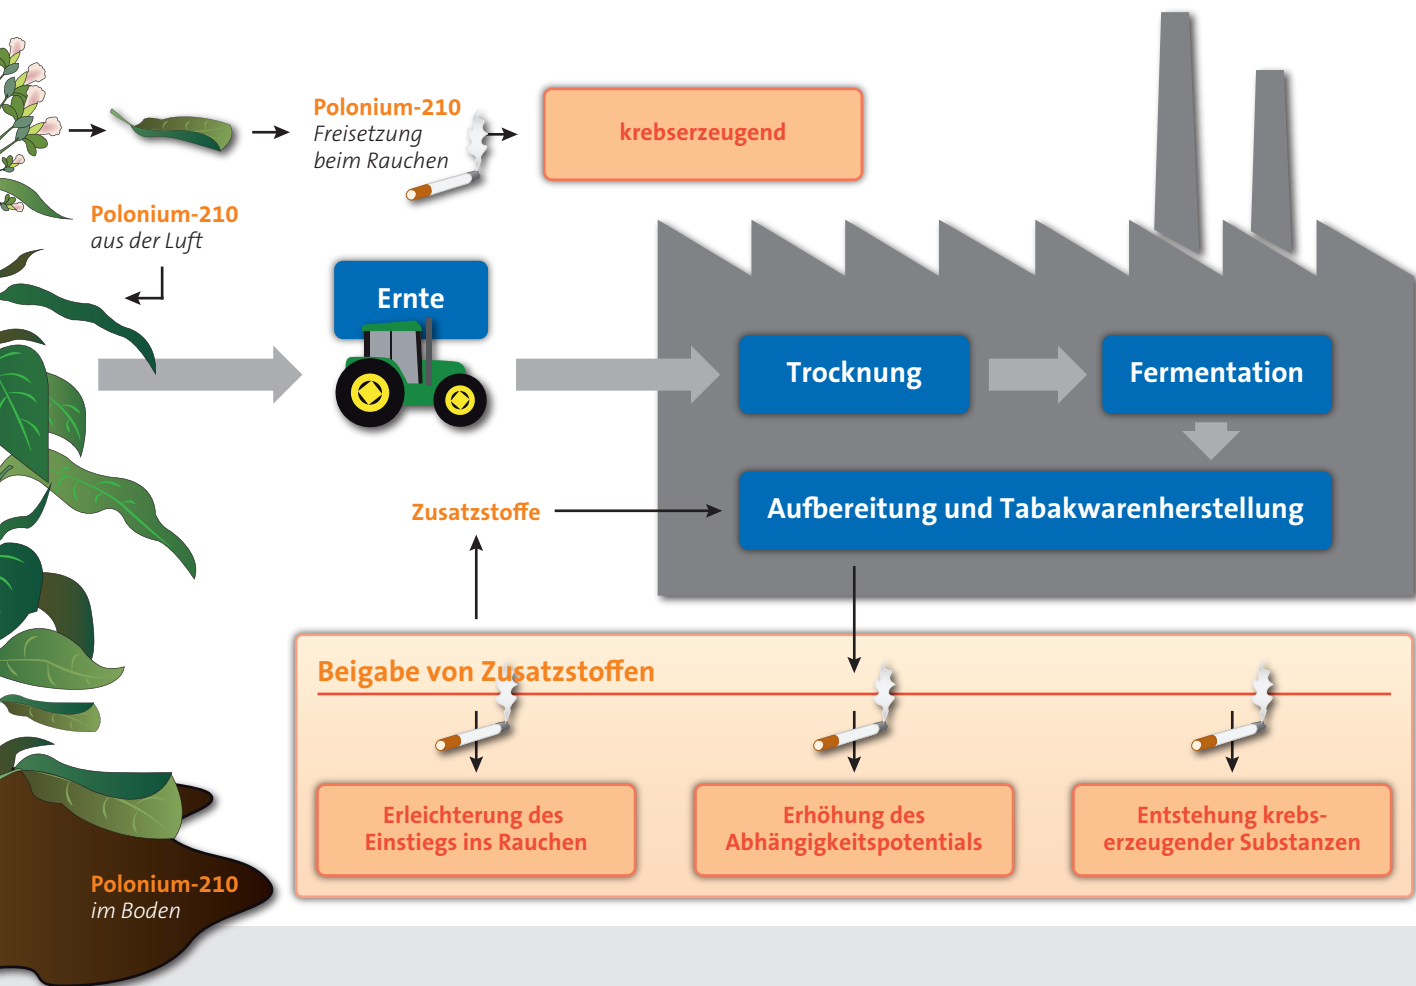 Polonium-210
Freisetzung
beim Rauchen
krebserzeugend
Polonium-210
aus der Luft
Ernte
Trocknung
Fermentation
Zusatzstoffe
Aufbereitung und Tabakwarenherstellung
Beigabe von Zusatzstoffen
Erleichterung des
Einstiegs ins Rauchen
Erhöhung des
Abhängigkeitspotentials
Entstehung krebs-
erzeugender Substanzen
Polonium-210
im Boden